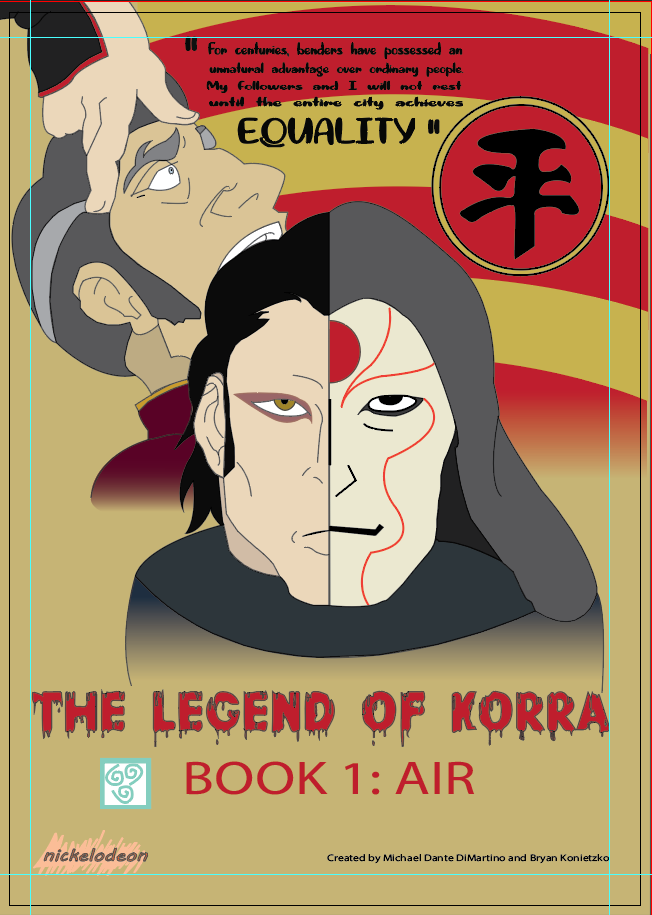 " For centuries, benders have possessed an
unnatural advantage over ordinary people.
My followers and I will not rest
until the entire city achieves
EQUALITY "
平
THE LEGEND OF KORRA
BOOK 1: AIR
nickelodeon
Created by Michael Dante DiMartino and Bryan Konietzko